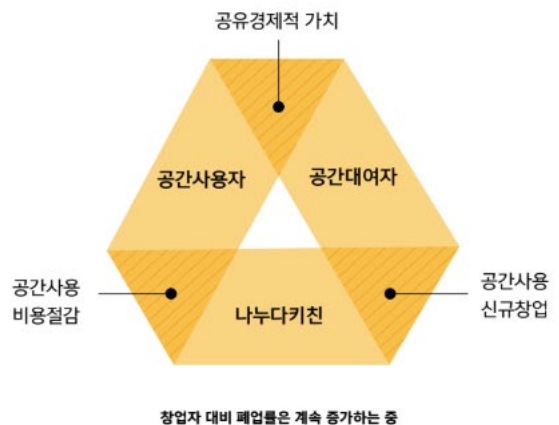 공유경제적 가치
공간사용자
공간대여자
공간사용
비용절감
나누다키친
공간사용
신규창업
창업자 대비 폐업률은 계속 증가하는 중